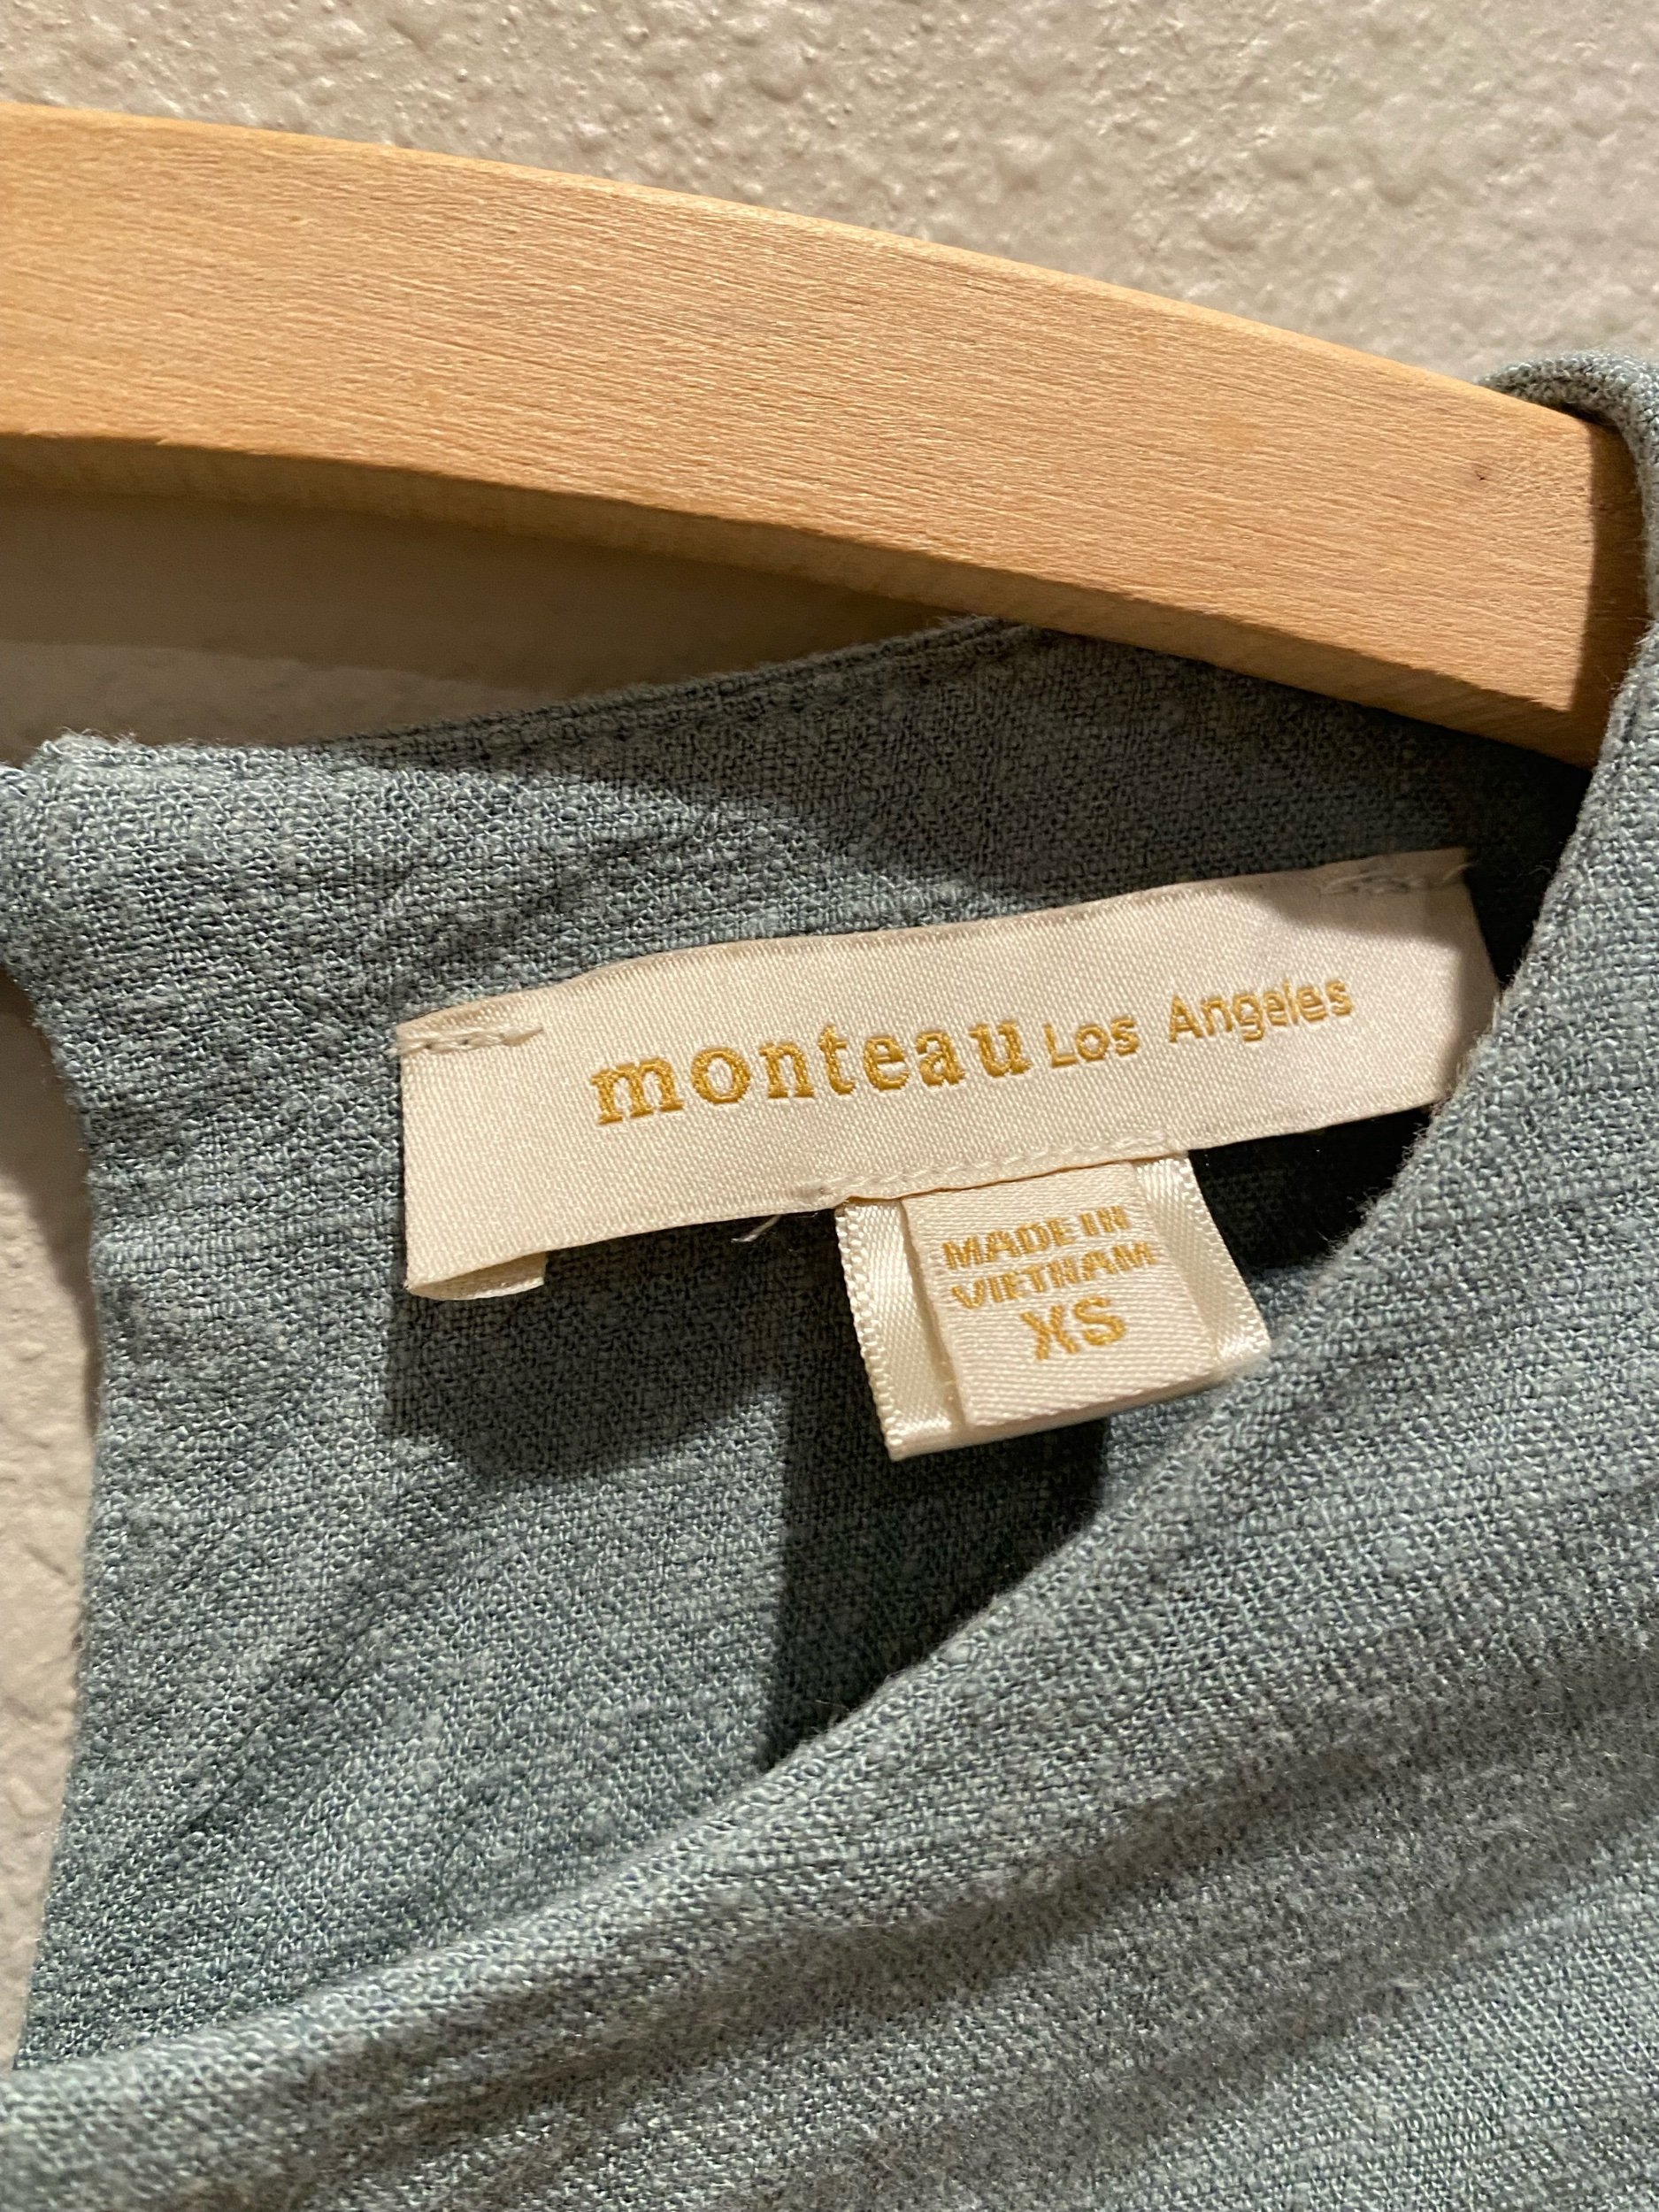 monteau Los Angeles
MADE IN
VIETNAM
XS